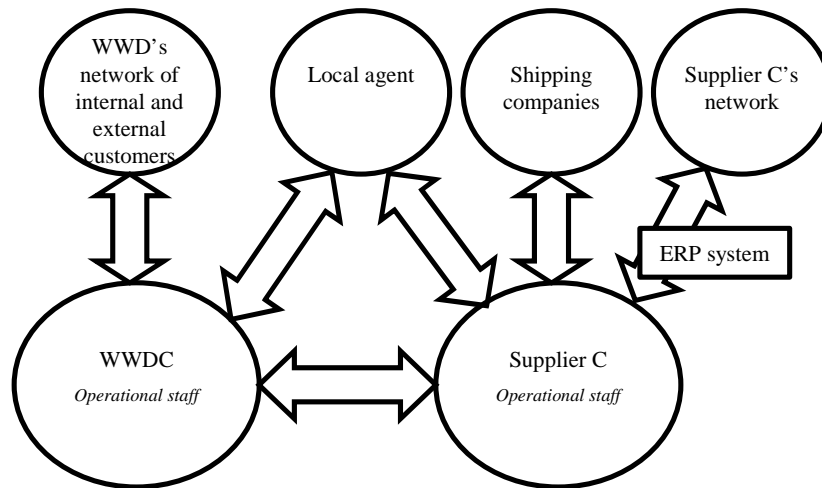 WWD’s
network of
internal and
external
customers
Local agent
Shipping
companies
Supplier C’s
network
ERP system
WWDC
Operational staff
Supplier C
Operational staff